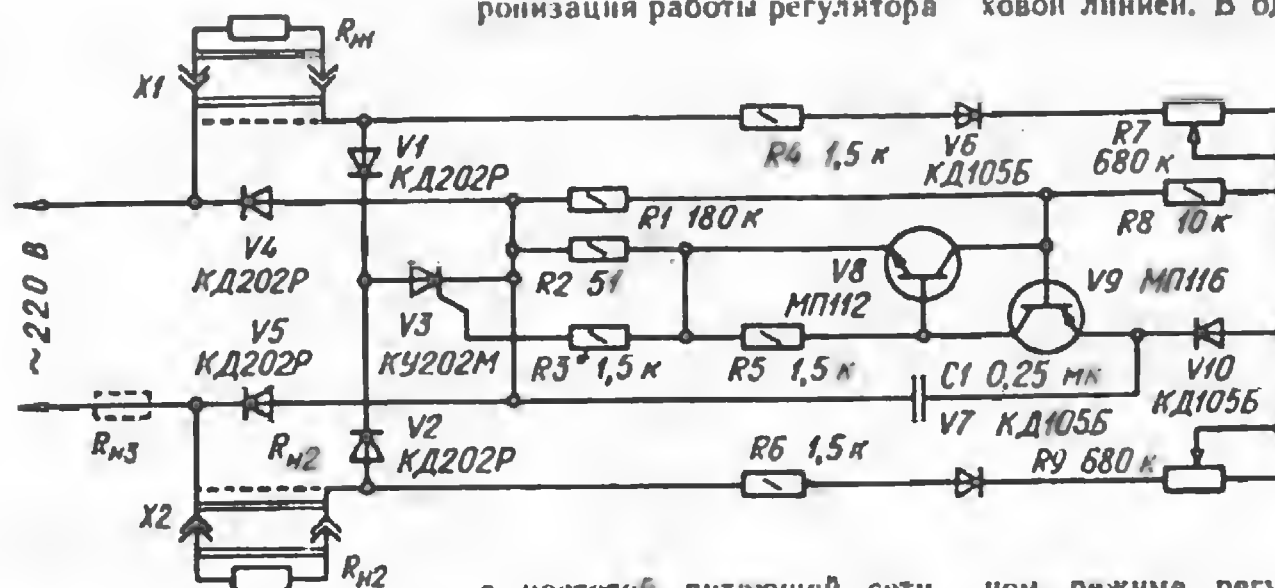 ронизация работы регулятора
ховой линией. В од
Rн1
X1
V1
КД202Р
R4 1,5 к
V6
КД105Б
R7
680 к
V4
КД202Р
R1 180 к
R8 10 к
~220 В
R2 51
V8
МП112
V9 МП116
V5
КД202Р
V3
КУ202М
R3* 1,5 к
R5 1,5 к
C1 0,25 мк
V10
КД105Б
Rн3
Rн2
V2
КД202Р
V7 КД105Б
R6 1,5 к
R9 680 к
X2
Rн2